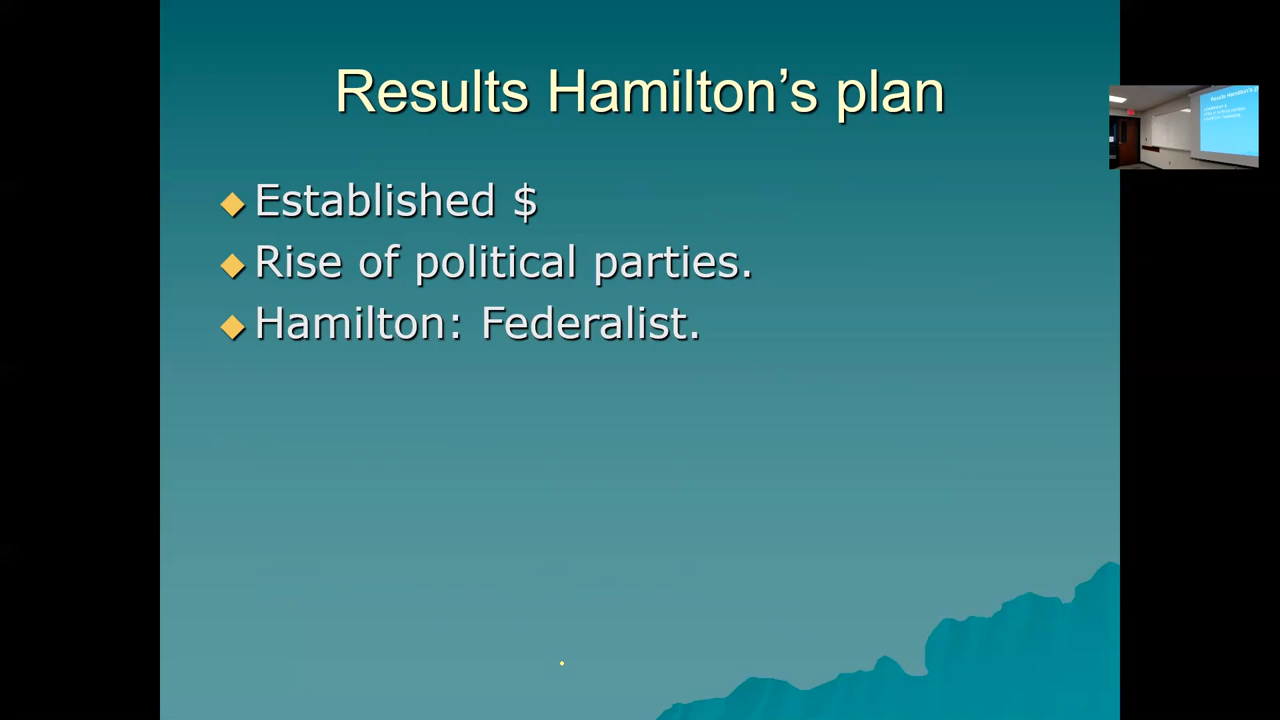 Results Hamilton’s plan
Established $
Rise of political parties.
Hamilton: Federalist.